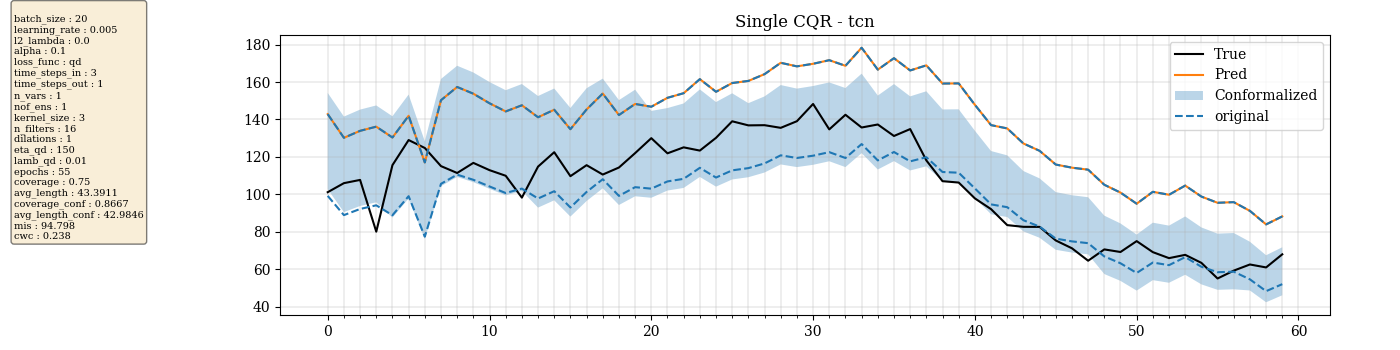 batch_size : 20
learning_rate : 0.005
l2_lambda : 0.0
alpha : 0.1
loss_func : qd
time_steps_in : 3
time_steps_out : 1
n_vars : 1
nof_ens : 1
kernel_size : 3
n_filters : 16
dilations : 1
eta_qd : 150
lamb_qd : 0.01
epochs : 55
coverage : 0.75
avg_length : 43.3911
coverage_conf : 0.8667
avg_length_conf : 42.9846
mis : 94.798
cwc : 0.238
Single CQR - tcn
180
160
140
120
100
80
60
40
0 10 20 30 40 50 60
True
Pred
Conformalized
original